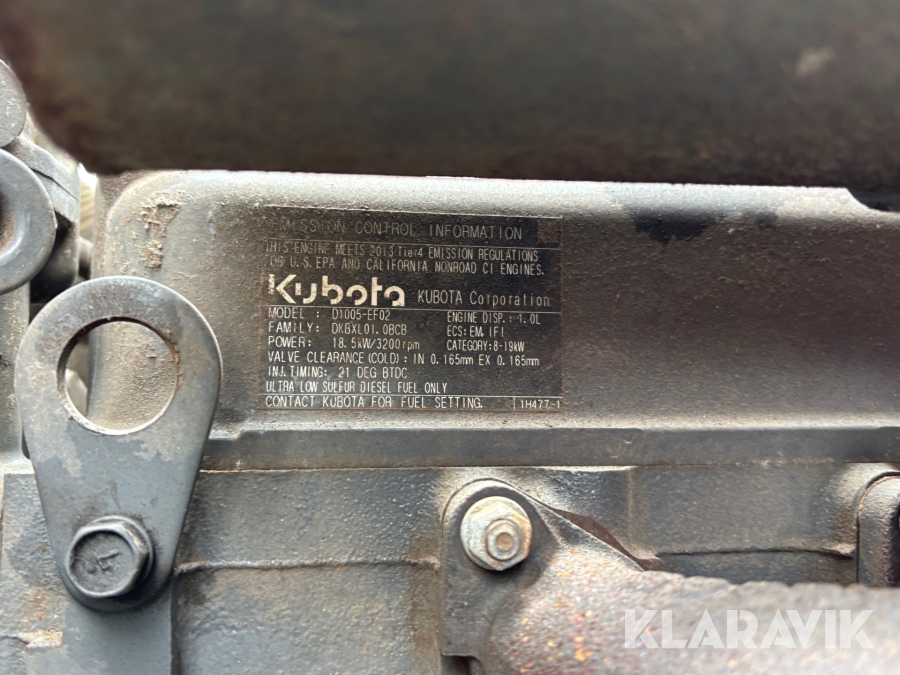 EMISSION CONTROL INFORMATION
THIS ENGINE MEETS 2013 Tier4 EMISSION REGULATIONS
FOR U.S. EPA AND CALIFORNIA NONROAD CI ENGINES.
Kubota KUBOTA Corporation
MODEL : D1005-EF02 ENGINE DISP.: 1.0L
FAMILY: DKBXL01.0BCB ECS: EM, IFI
POWER: 18.5kW/3200rpm CATEGORY: 8-19kW
VALVE CLEARANCE (COLD): IN 0.165mm EX 0.165mm
INJ.TIMING: 21 DEG BTDC
ULTRA LOW SULFUR DIESEL FUEL ONLY
CONTACT KUBOTA FOR FUEL SETTING. 1H477-1
KLARAVIK